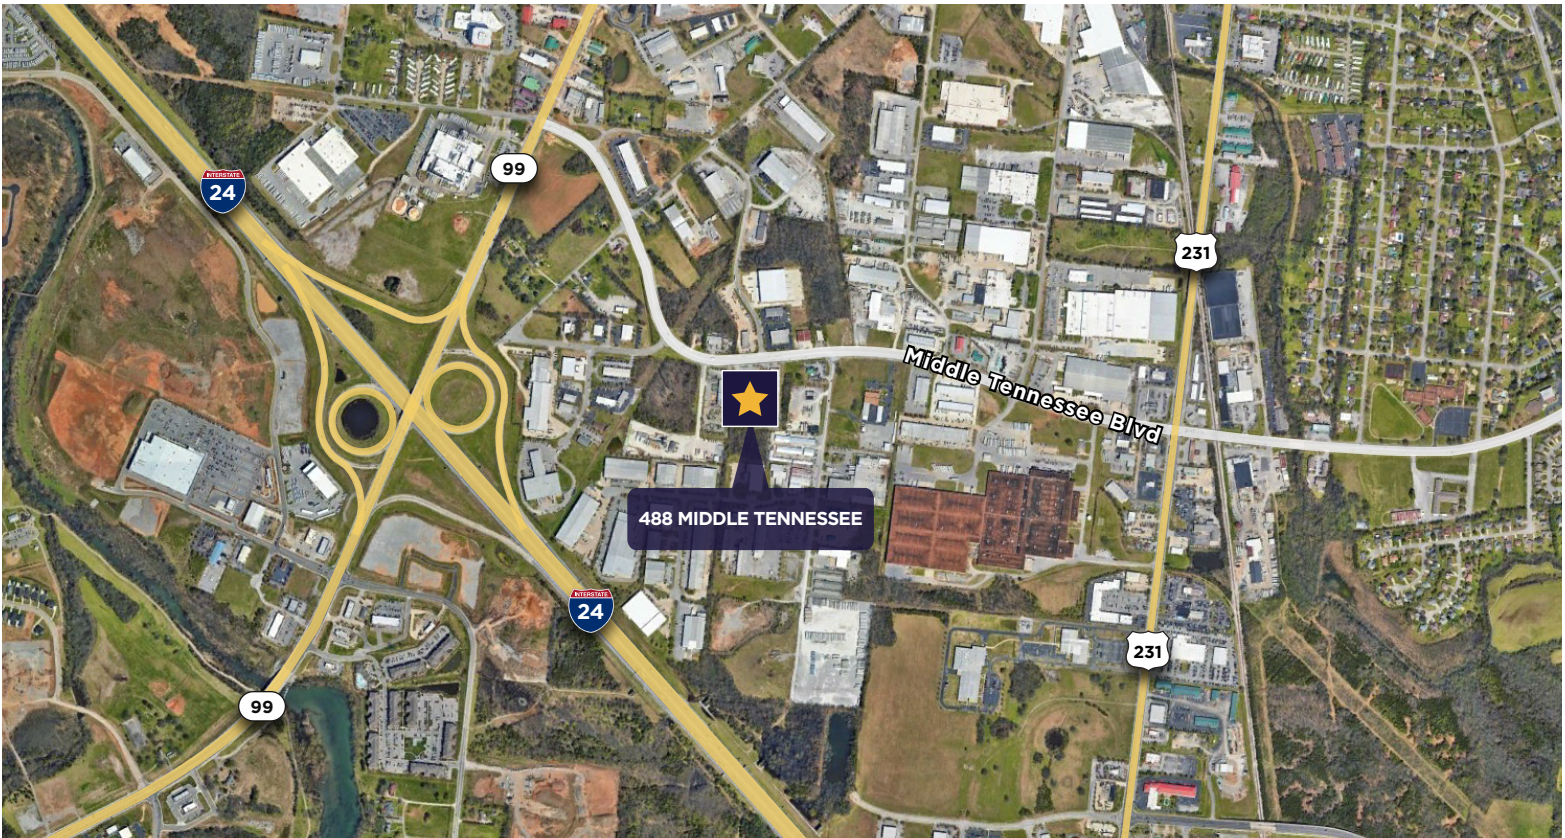 99
INTERSTATE
24
231
Middle Tennessee Blvd
488 MIDDLE TENNESSEE
INTERSTATE
24
231
99